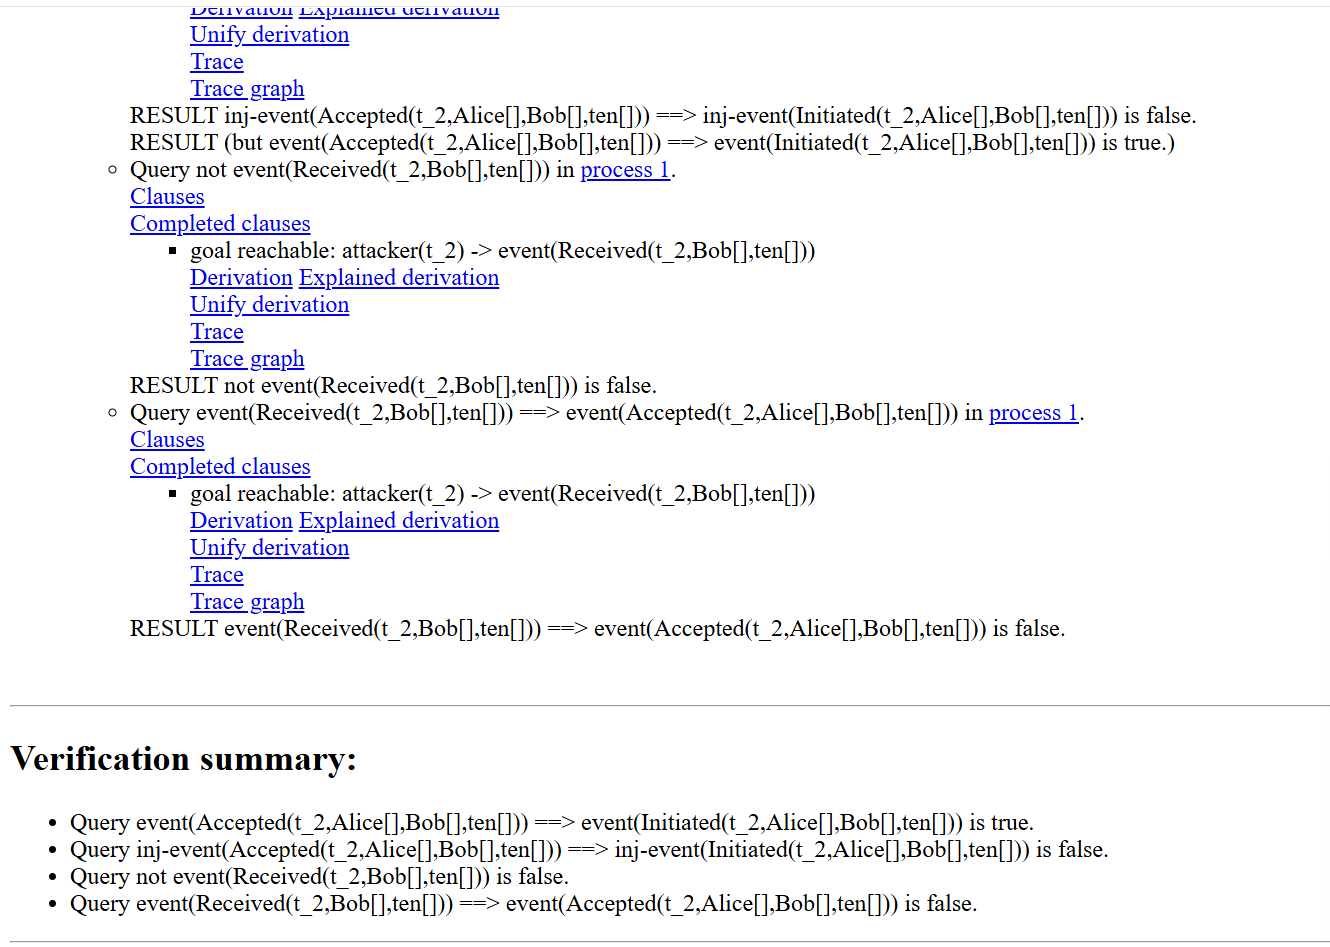 Derivation Explained derivation
Unify derivation
Trace
Trace graph
RESULT inj-event(Accepted(t_2,Alice[],Bob[],ten[])) ==> inj-event(Initiated(t_2,Alice[],Bob[],ten[])) is false.
RESULT (but event(Accepted(t_2,Alice[],Bob[],ten[])) ==> event(Initiated(t_2,Alice[],Bob[],ten[])) is true.)
Query not event(Received(t_2,Bob[],ten[])) in process 1.
Clauses
Completed clauses
goal reachable: attacker(t_2) -> event(Received(t_2,Bob[],ten[]))
Derivation Explained derivation
Unify derivation
Trace
Trace graph
RESULT not event(Received(t_2,Bob[],ten[])) is false.
Query event(Received(t_2,Bob[],ten[])) ==> event(Accepted(t_2,Alice[],Bob[],ten[])) in process 1.
Clauses
Completed clauses
goal reachable: attacker(t_2) -> event(Received(t_2,Bob[],ten[]))
Derivation Explained derivation
Unify derivation
Trace
Trace graph
RESULT event(Received(t_2,Bob[],ten[])) ==> event(Accepted(t_2,Alice[],Bob[],ten[])) is false.
Verification summary:
Query event(Accepted(t_2,Alice[],Bob[],ten[])) ==> event(Initiated(t_2,Alice[],Bob[],ten[])) is true.
Query inj-event(Accepted(t_2,Alice[],Bob[],ten[])) ==> inj-event(Initiated(t_2,Alice[],Bob[],ten[])) is false.
Query not event(Received(t_2,Bob[],ten[])) is false.
Query event(Received(t_2,Bob[],ten[])) ==> event(Accepted(t_2,Alice[],Bob[],ten[])) is false.